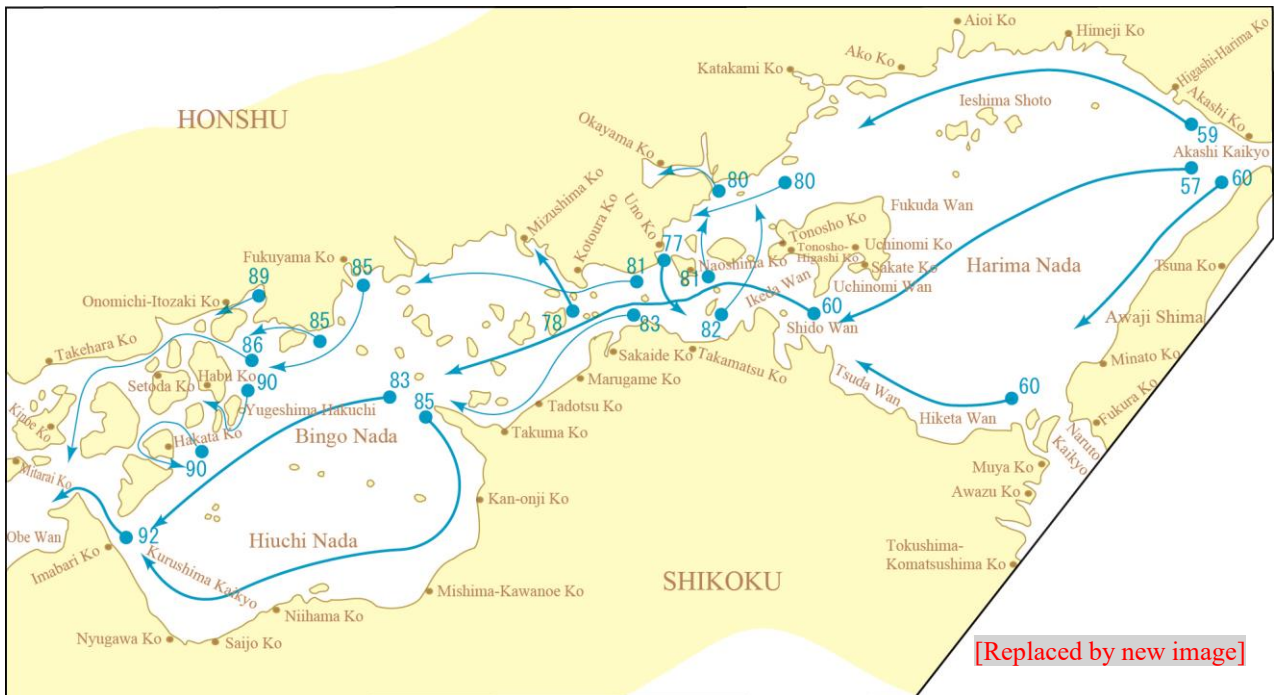 Aioi Ko
Himeji Ko
Higashi-Harima Ko
Katakami Ko
Ako Ko
Akashi Ko
HONSHU
Ieshima Shoto
59
Okayama Ko
Akashi Kaikyo
57
60
80
80
Mizushima Ko
Kotoura Ko
Uno Ko
Fukuda Wan
Tonosho Ko
Tonosho-
Higashi Ko
Uchinomi Ko
Sakate Ko
Uchinomi Wan
Harima Nada
Tsuna Ko
Fukuyama Ko
85
89
81
77
Naoshima Ko
81
Ikeda Wan
Onomichi-Itozaki Ko
85
78
83
82
60
Shido Wan
Awaji Shima
Takehara Ko
86
Sakaide Ko
Takamatsu Ko
Minato Ko
Setoda Ko
Habu Ko
90
83
Marugame Ko
Tsuda Wan
60
Yugeshima Hakuchi
85
Tadotsu Ko
Hiketa Wan
Fukura Ko
Kinoe Ko
Hakata Ko
Bingo Nada
Takuma Ko
Naruto
Kaikyo
90
Mitarai Ko
Muya Ko
Kan-onji Ko
Awazu Ko
Obe Wan
92
Hiuchi Nada
Imabari Ko
Kurushima Kaikyo
Tokushima-
Komatsushima Ko
SHIKOKU
Mishima-Kawanoe Ko
Niihama Ko
Nyugawa Ko
Saijo Ko
[Replaced by new image]